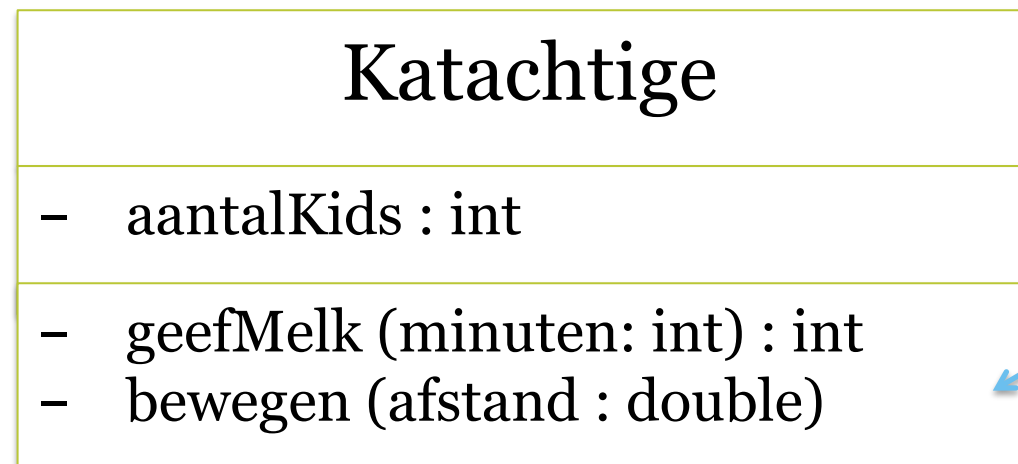 Katachtige
– aantalKids : int
– geefMelk (minuten: int) : int
– bewegen (afstand : double)